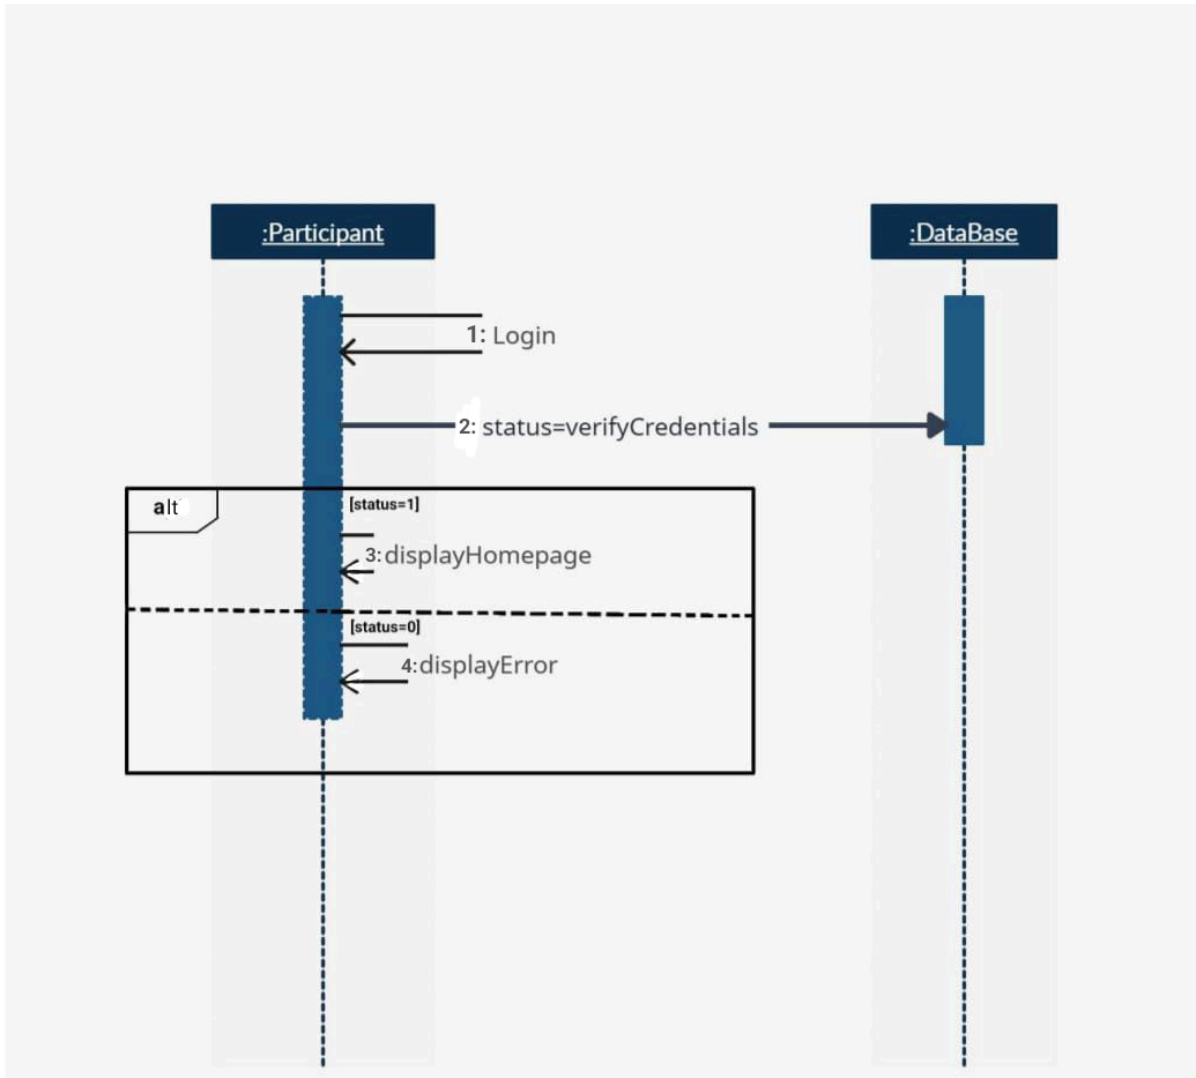 :Participant
:DataBase
1: Login
2: status=verifyCredentials
alt
[status=1]
3:displayHomepage
[status=0]
4:displayError